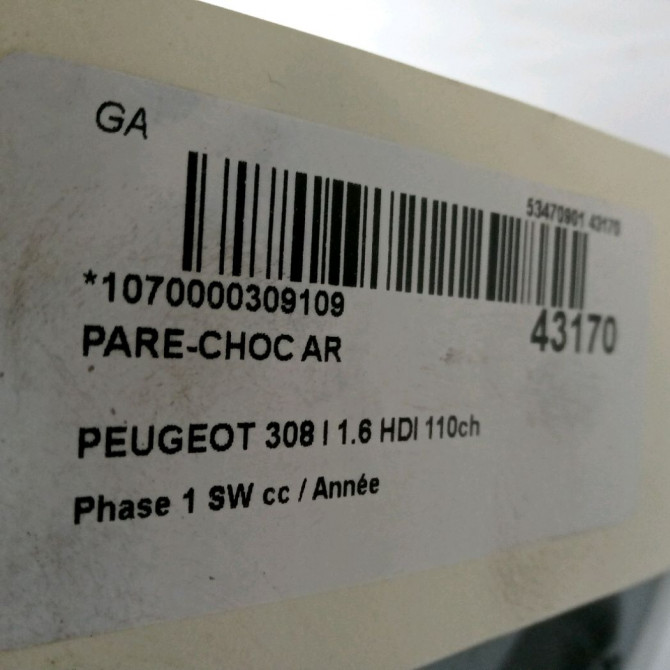 GA
53470901 43170
*1070000309109
43170
PARE-CHOC AR
PEUGEOT 308 I 1.6 HDI 110ch
Phase 1 SW cc / Année